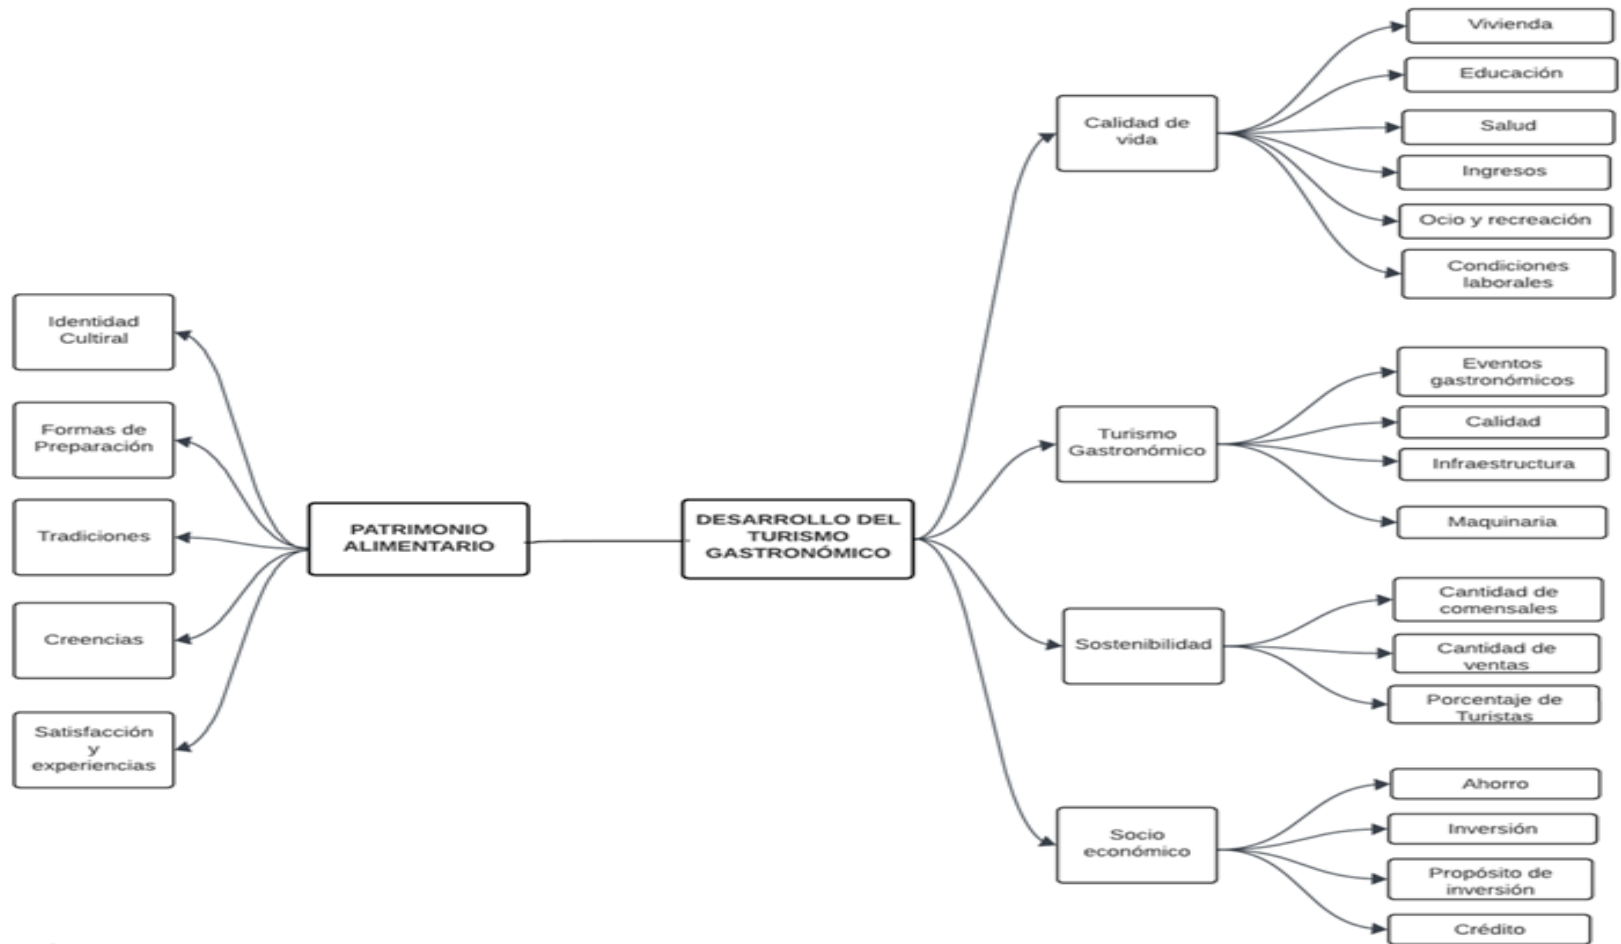 Identidad
Cultiral
Formas de
Preparación
Tradiciones
Creencias
Satisfacción
y
experiencias
PATRIMONIO
ALIMENTARIO
DESARROLLO DEL
TURISMO
GASTRONÓMICO
Calidad de
vida
Vivienda
Educación
Salud
Ingresos
Ocio y recreación
Condiciones
laborales
Turismo
Gastronómico
Eventos
gastronómicos
Calidad
Infraestructura
Maquinaria
Sostenibilidad
Cantidad de
comensales
Cantidad de
ventas
Porcentaje de
Turistas
Socio
económico
Ahorro
Inversión
Propósito de
inversión
Crédito